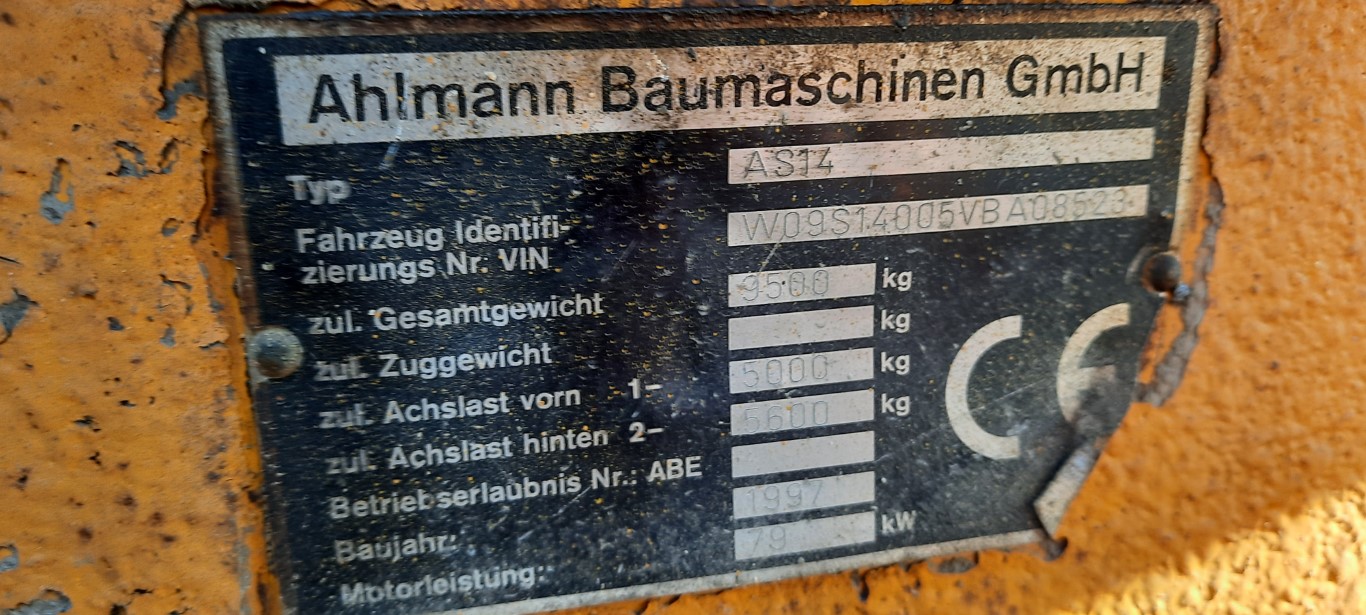 Ahlmann Baumaschinen GmbH
Typ AS14
Fahrzeug Identifi-
zierungs Nr. VIN W09S14005VBA08523
zul. Gesamtgewicht 9500 kg
zul. Zuggewicht kg
zul. Achslast vorn 1- 5000 kg
zul. Achslast hinten 2- 5600 kg
Betriebserlaubnis Nr.: ABE
Baujahr: 1997
Motorleistung: 79 kW
CE